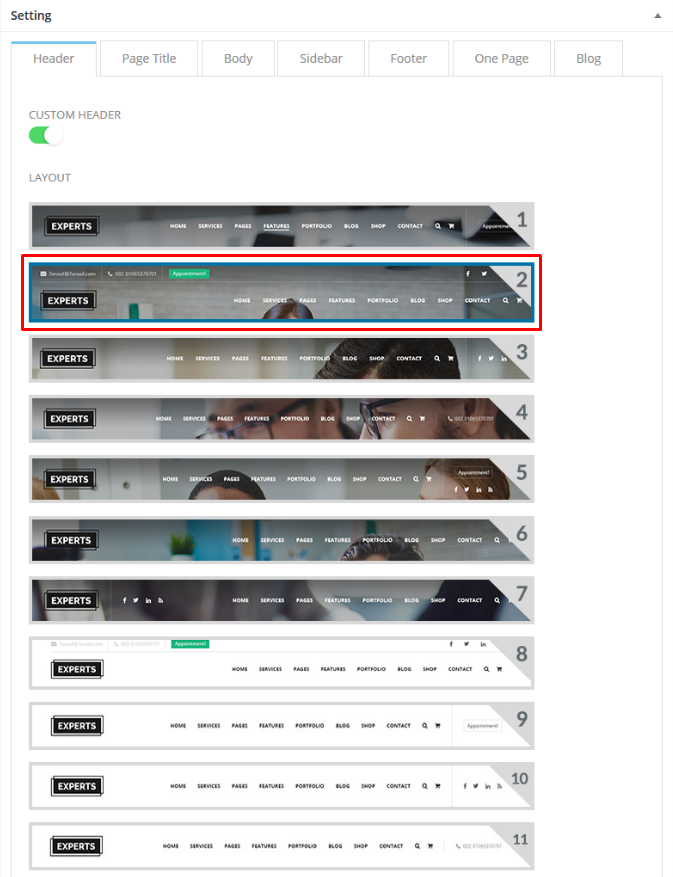 Setting
Header Page Title Body Sidebar Footer One Page Blog
CUSTOM HEADER
LAYOUT
EXPERTS HOME SERVICES PAGES FEATURES PORTFOLIO BLOG SHOP CONTACT 1
002 01065370701 Appointment! 2
EXPERTS HOME SERVICES PAGES FEATURES PORTFOLIO BLOG SHOP CONTACT
EXPERTS HOME SERVICES PAGES FEATURES PORTFOLIO BLOG SHOP CONTACT in 3
EXPERTS HOME SERVICES PAGES FEATURES PORTFOLIO BLOG SHOP CONTACT 002 01065370701 4
Appointment! 5
EXPERTS HOME SERVICES PAGES FEATURES PORTFOLIO BLOG SHOP CONTACT
EXPERTS HOME SERVICES PAGES FEATURES PORTFOLIO BLOG SHOP CONTACT 6
EXPERTS HOME SERVICES PAGES FEATURES PORTFOLIO BLOG SHOP CONTACT 7
002 01065370701 Appointment! 8
EXPERTS HOME SERVICES PAGES FEATURES PORTFOLIO BLOG SHOP CONTACT
EXPERTS HOME SERVICES PAGES FEATURES PORTFOLIO BLOG SHOP CONTACT Appointment! 9
EXPERTS HOME SERVICES PAGES FEATURES PORTFOLIO BLOG SHOP CONTACT 10
EXPERTS HOME SERVICES PAGES FEATURES PORTFOLIO BLOG SHOP CONTACT 002 01065370701 11